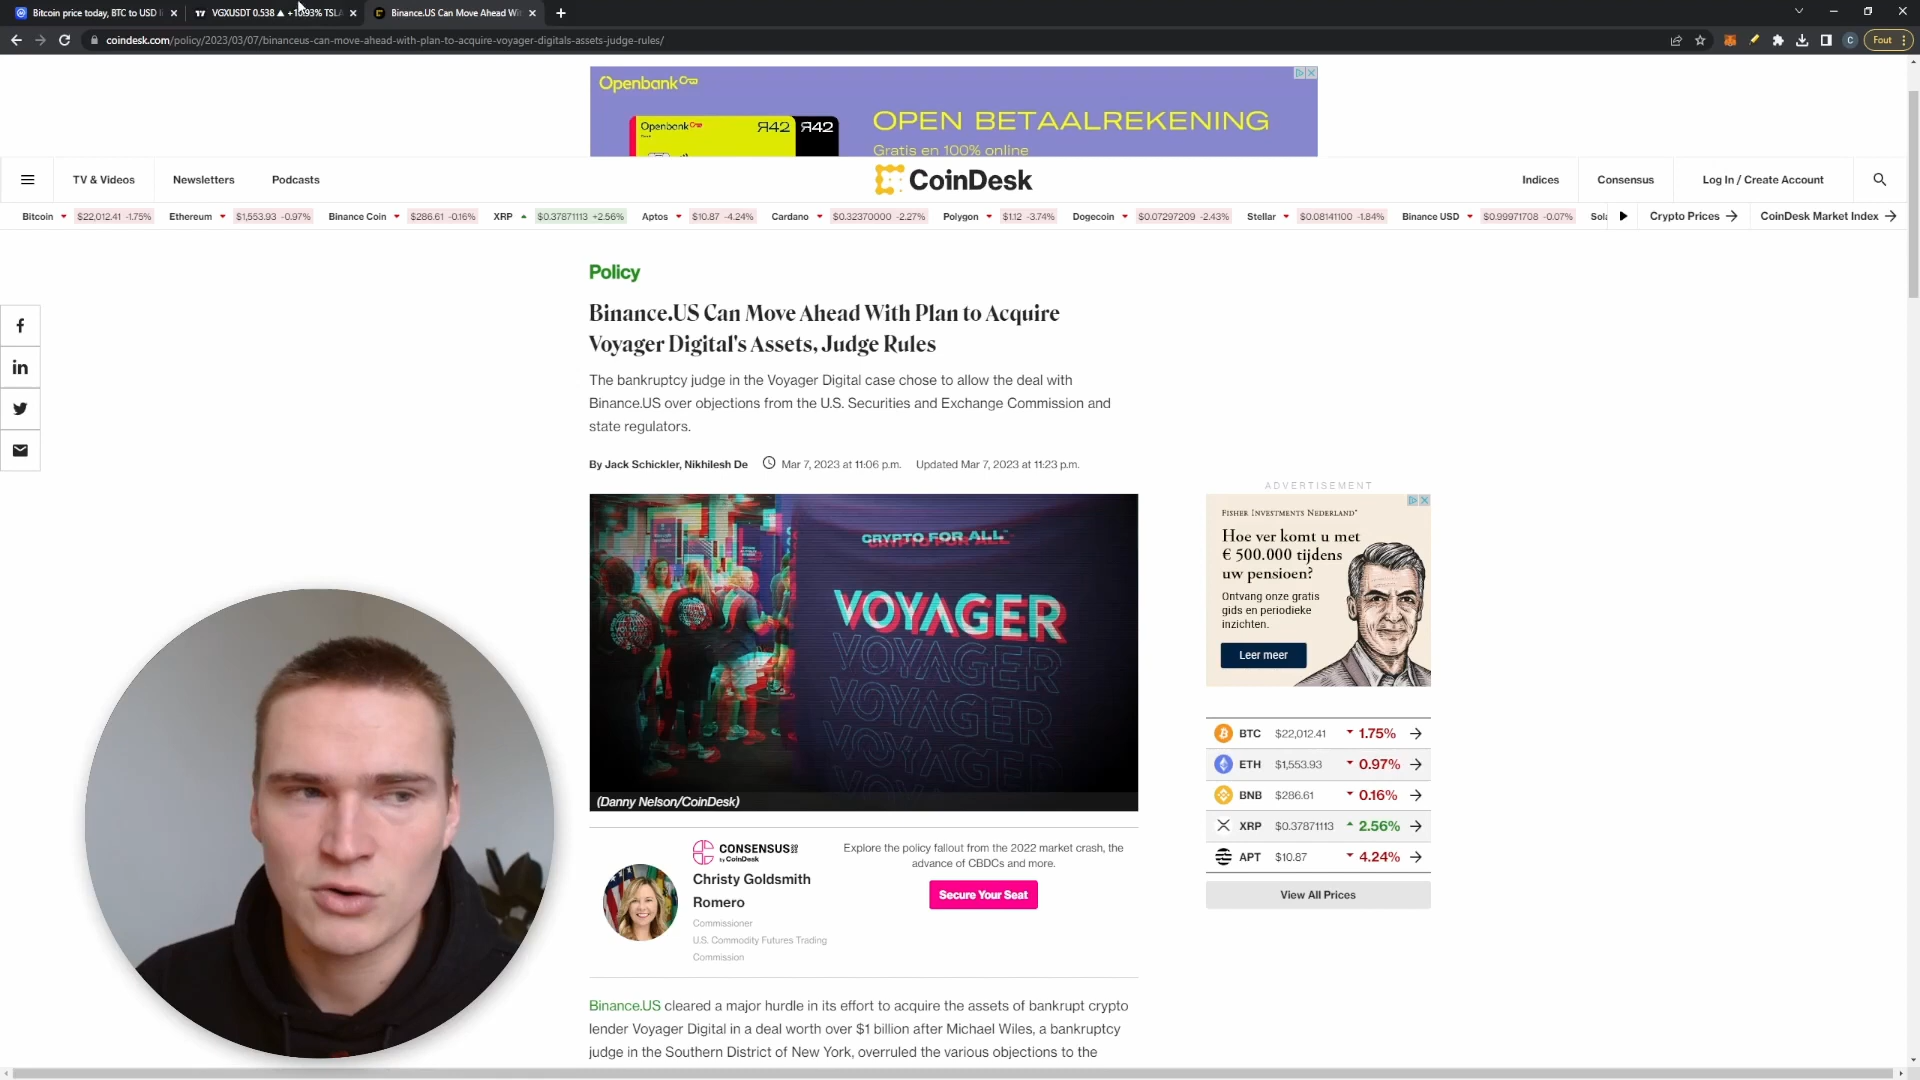 Bitcoin price today, BTC to USD li
VGXUSDT 0.538 ▲ +10.93% TSLA
Binance.US Can Move Ahead Wit
coindesk.com/policy/2023/03/07/binanceus-can-move-ahead-with-plan-to-acquire-voyager-digitals-assets-judge-rules/
C
Fout
Openbank
Openbank
R42 R42
OPEN BETAALREKENING
Gratis en 100% online
TV & Videos
Newsletters
Podcasts
CoinDesk
Indices
Consensus
Log In / Create Account
Bitcoin $22,012.41 -1.75% Ethereum $1,553.93 -0.97% Binance Coin $286.61 -0.16% XRP $0.37871113 +2.56% Aptos $10.87 -4.24% Cardano $0.32370000 -2.27% Polygon $1.12 -3.74% Dogecoin $0.07297209 -2.43% Stellar $0.08141100 -1.84% Binance USD $0.99971708 -0.07% Sola
Crypto Prices →
CoinDesk Market Index →
Policy
Binance.US Can Move Ahead With Plan to Acquire
Voyager Digital's Assets, Judge Rules
The bankruptcy judge in the Voyager Digital case chose to allow the deal with
Binance.US over objections from the U.S. Securities and Exchange Commission and
state regulators.
By Jack Schickler, Nikhilesh De
Mar 7, 2023 at 11:06 p.m.
Updated Mar 7, 2023 at 11:23 p.m.
CRYPTO FOR ALL
VOYAGER
VOYAGER
VOYAGER
VOYAGER
VOYAGER
(Danny Nelson/CoinDesk)
CONSENSUS
by CoinDesk
Christy Goldsmith
Romero
Commissioner
U.S. Commodity Futures Trading
Commission
Explore the policy fallout from the 2022 market crash, the
advance of CBDCs and more.
Secure Your Seat
Binance.US cleared a major hurdle in its effort to acquire the assets of bankrupt crypto
lender Voyager Digital in a deal worth over $1 billion after Michael Wiles, a bankruptcy
judge in the Southern District of New York, overruled the various objections to the
ADVERTISEMENT
FISHER INVESTMENTS NEDERLAND
Hoe ver komt u met
€ 500.000 tijdens
uw pensioen?
Ontvang onze gratis
gids en periodieke
inzichten.
Leer meer
BTC $22,012.41 1.75% →
ETH $1,553.93 0.97% →
BNB $286.61 0.16% →
XRP $0.37871113 2.56% →
APT $10.87 4.24% →
View All Prices